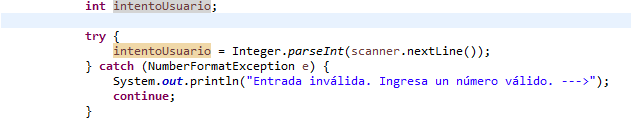 int intentoUsuario;
try {
intentoUsuario = Integer.parseInt(scanner.nextLine());
} catch (NumberFormatException e) {
System.out.println("Entrada inválida. Ingresa un número válido. --->");
continue;
}